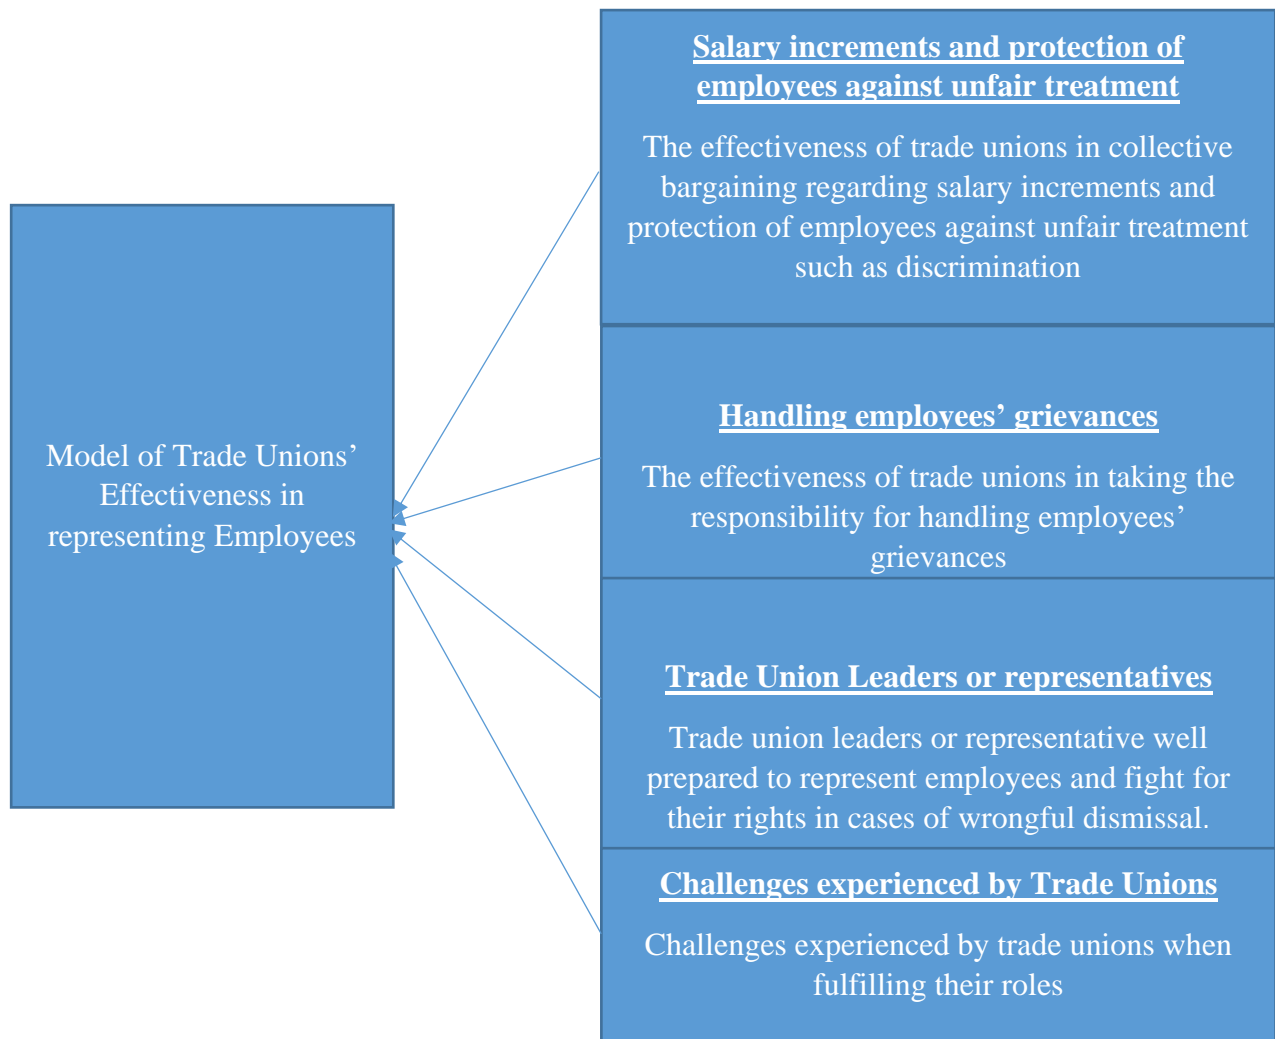 Salary increments and protection of
employees against unfair treatment
The effectiveness of trade unions in collective
bargaining regarding salary increments and
protection of employees against unfair treatment
such as discrimination
Model of Trade Unions’
Effectiveness in
representing Employees
Handling employees’ grievances
The effectiveness of trade unions in taking the
responsibility for handling employees’
grievances
Trade Union Leaders or representatives
Trade union leaders or representative well
prepared to represent employees and fight for
their rights in cases of wrongful dismissal.
Challenges experienced by Trade Unions
Challenges experienced by trade unions when
fulfilling their roles